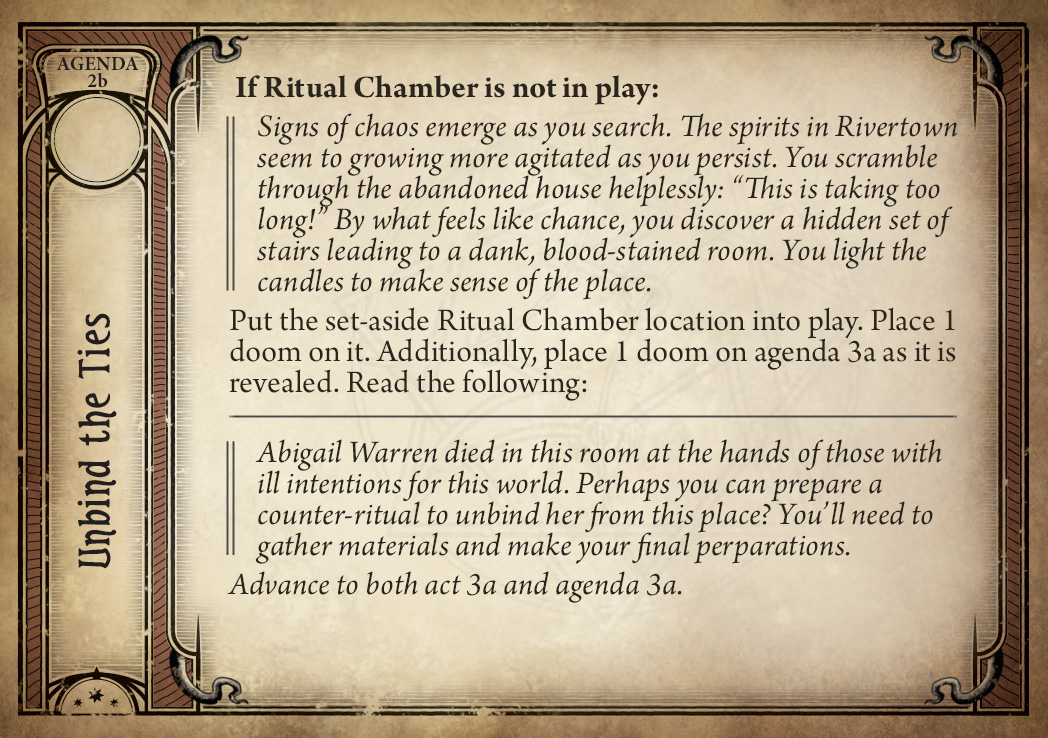 AGENDA
2b
Unbind the Ties
If Ritual Chamber is not in play:
Signs of chaos emerge as you search. The spirits in Rivertown
seem to growing more agitated as you persist. You scramble
through the abandoned house helplessly: “This is taking too
long!” By what feels like chance, you discover a hidden set of
stairs leading to a dank, blood-stained room. You light the
candles to make sense of the place.
Put the set-aside Ritual Chamber location into play. Place 1
doom on it. Additionally, place 1 doom on agenda 3a as it is
revealed. Read the following:
Abigail Warren died in this room at the hands of those with
ill intentions for this world. Perhaps you can prepare a
counter-ritual to unbind her from this place? You’ll need to
gather materials and make your final perparations.
Advance to both act 3a and agenda 3a.